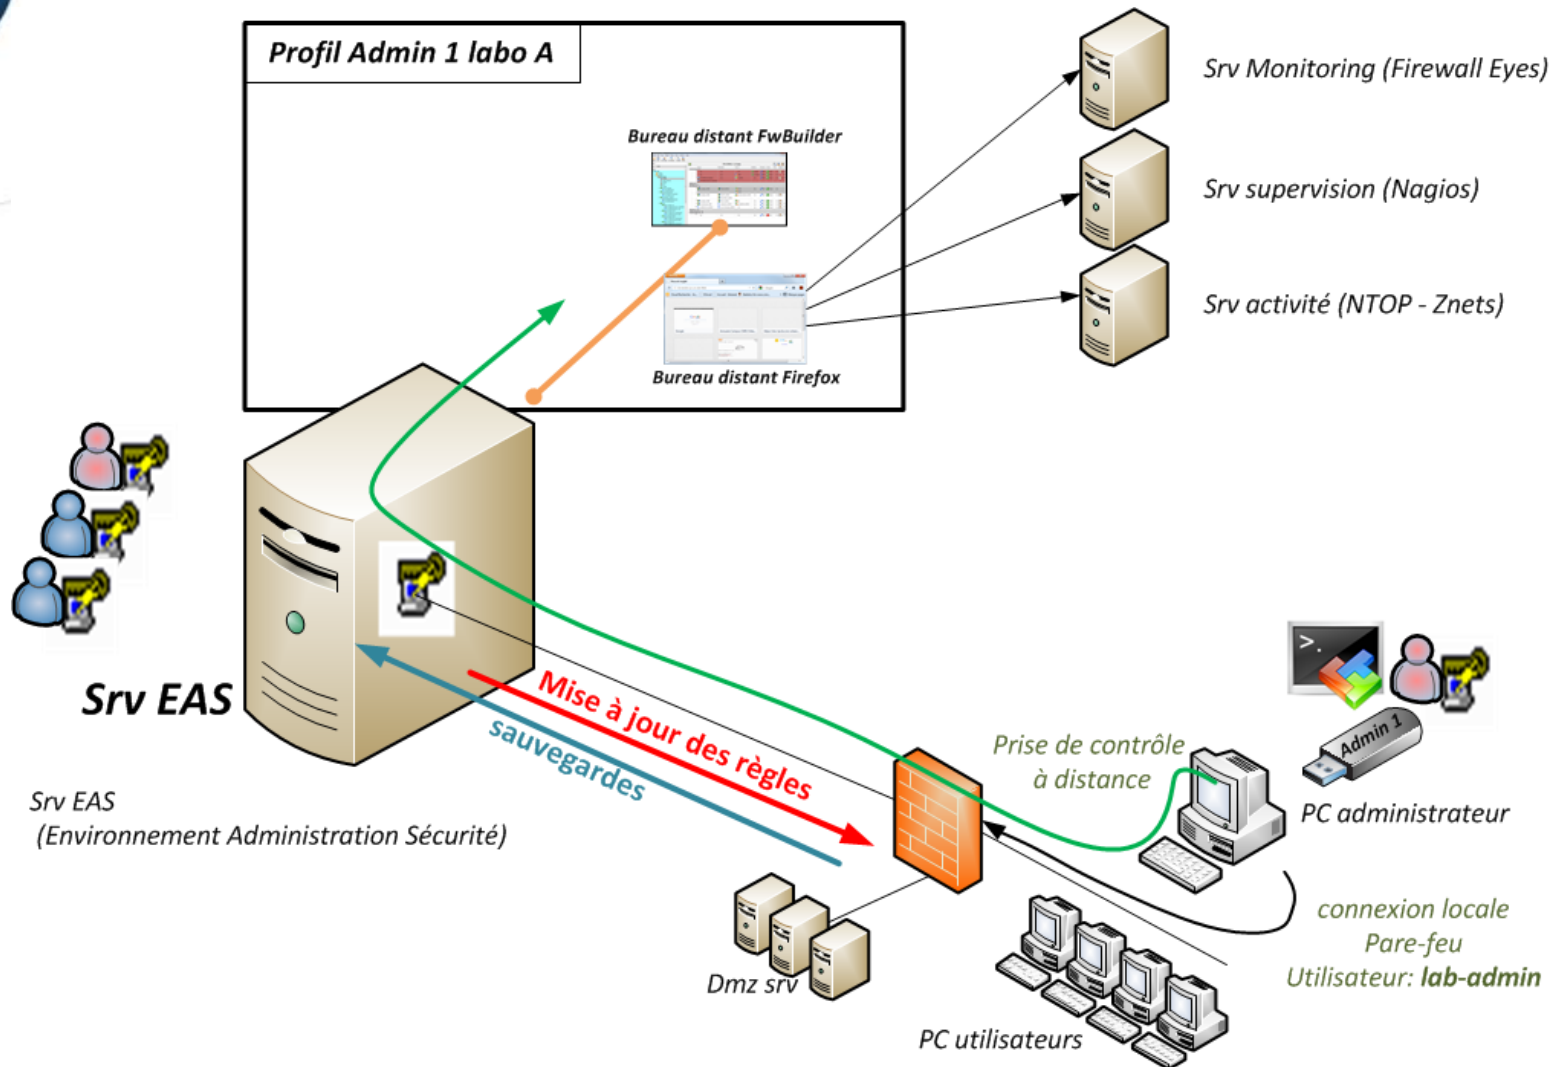 Profil Admin 1 labo A
Srv Monitoring (Firewall Eyes)
Bureau distant FwBuilder
Srv supervision (Nagios)
Srv activité (NTOP - Znets)
Bureau distant Firefox
Srv EAS
Mise à jour des règles
sauvegardes
Srv EAS
(Environnement Administration Sécurité)
Prise de contrôle
à distance
>.
Admin 1
PC administrateur
connexion locale
Pare-feu
Utilisateur: lab-admin
Dmz srv
PC utilisateurs